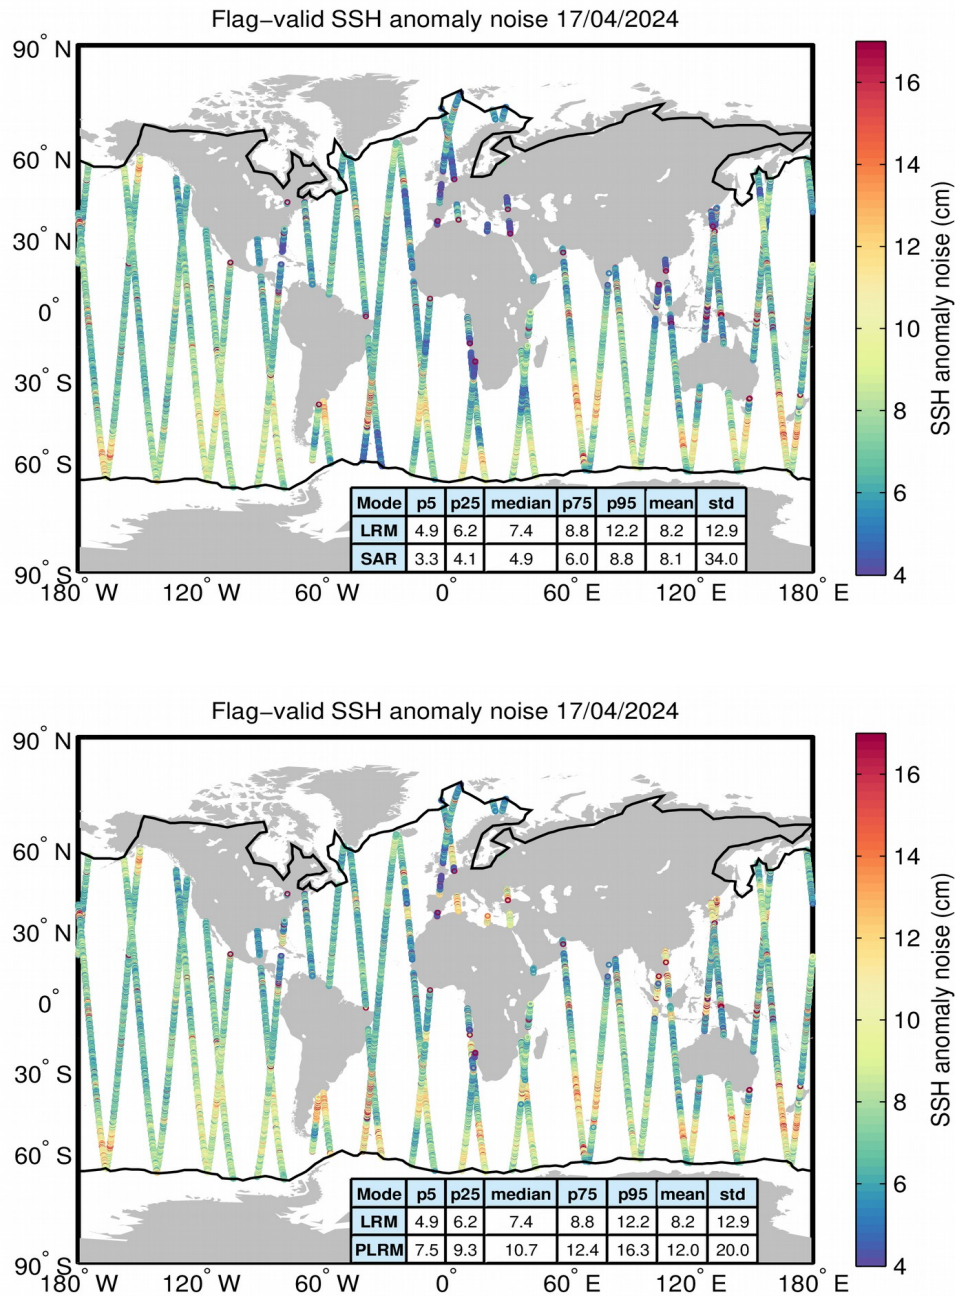 Flag−valid SSH anomaly noise 17/04/2024
90° N
60° N
30° N
0°
30° S
60° S
90° S
180° W
120° W
60° W
0°
60° E
120° E
180° E
Mode p5 p25 median p75 p95 mean std
LRM 4.9 6.2 7.4 8.8 12.2 8.2 12.9
SAR 3.3 4.1 4.9 6.0 8.8 8.1 34.0
16
14
12
10
8
6
4
SSH anomaly noise (cm)
Flag−valid SSH anomaly noise 17/04/2024
90° N
60° N
30° N
0°
30° S
60° S
90° S
180° W
120° W
60° W
0°
60° E
120° E
180° E
Mode p5 p25 median p75 p95 mean std
LRM 4.9 6.2 7.4 8.8 12.2 8.2 12.9
PLRM 7.5 9.3 10.7 12.4 16.3 12.0 20.0
16
14
12
10
8
6
4
SSH anomaly noise (cm)